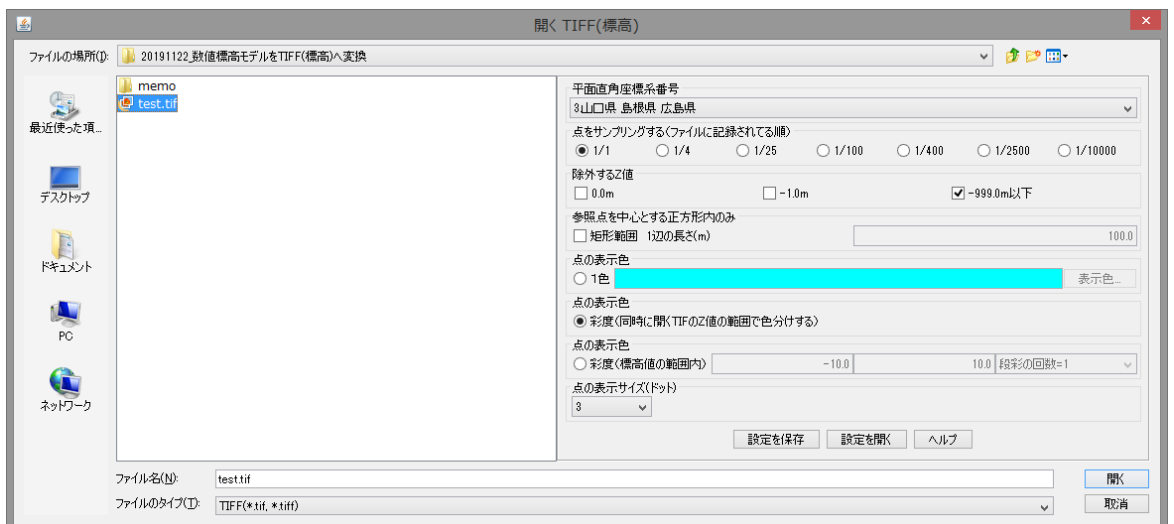 開く TIFF(標高)
ファイルの場所(I):
20191122_数値標高モデルをTIFF(標高)へ変換
最近使った項...
デスクトップ
ドキュメント
PC
ネットワーク
memo
test.tif
平面直角座標系番号
3山口県 島根県 広島県
点をサンプリングする(ファイルに記録されてる順)
1/1 1/4 1/25 1/100 1/400 1/2500 1/10000
除外するZ値
0.0m -1.0m -999.0m以下
参照点を中心とする正方形内のみ
矩形範囲 1辺の長さ(m) 100.0
点の表示色
1色 表示色...
点の表示色
彩度(同時に開くTIFのZ値の範囲で色分けする)
点の表示色
彩度(標高値の範囲内) -10.0 10.0 段彩の回数=1
点の表示サイズ(ドット)
3
設定を保存 設定を開く ヘルプ
ファイル名(N): test.tif 開く
ファイルのタイプ(T): TIFF(*.tif, *.tiff) 取消